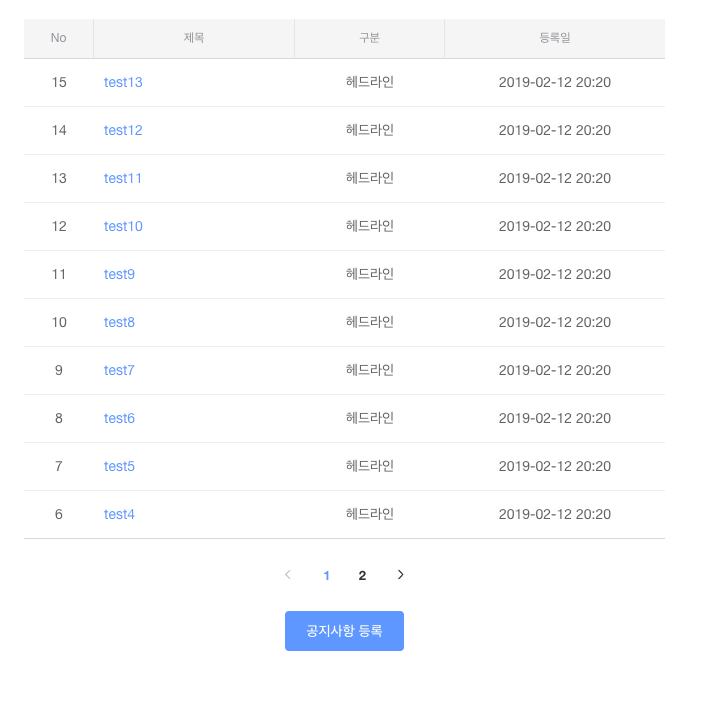 No 제목 구분 등록일
15 test13 헤드라인 2019-02-12 20:20
14 test12 헤드라인 2019-02-12 20:20
13 test11 헤드라인 2019-02-12 20:20
12 test10 헤드라인 2019-02-12 20:20
11 test9 헤드라인 2019-02-12 20:20
10 test8 헤드라인 2019-02-12 20:20
9 test7 헤드라인 2019-02-12 20:20
8 test6 헤드라인 2019-02-12 20:20
7 test5 헤드라인 2019-02-12 20:20
6 test4 헤드라인 2019-02-12 20:20
1 2
공지사항 등록